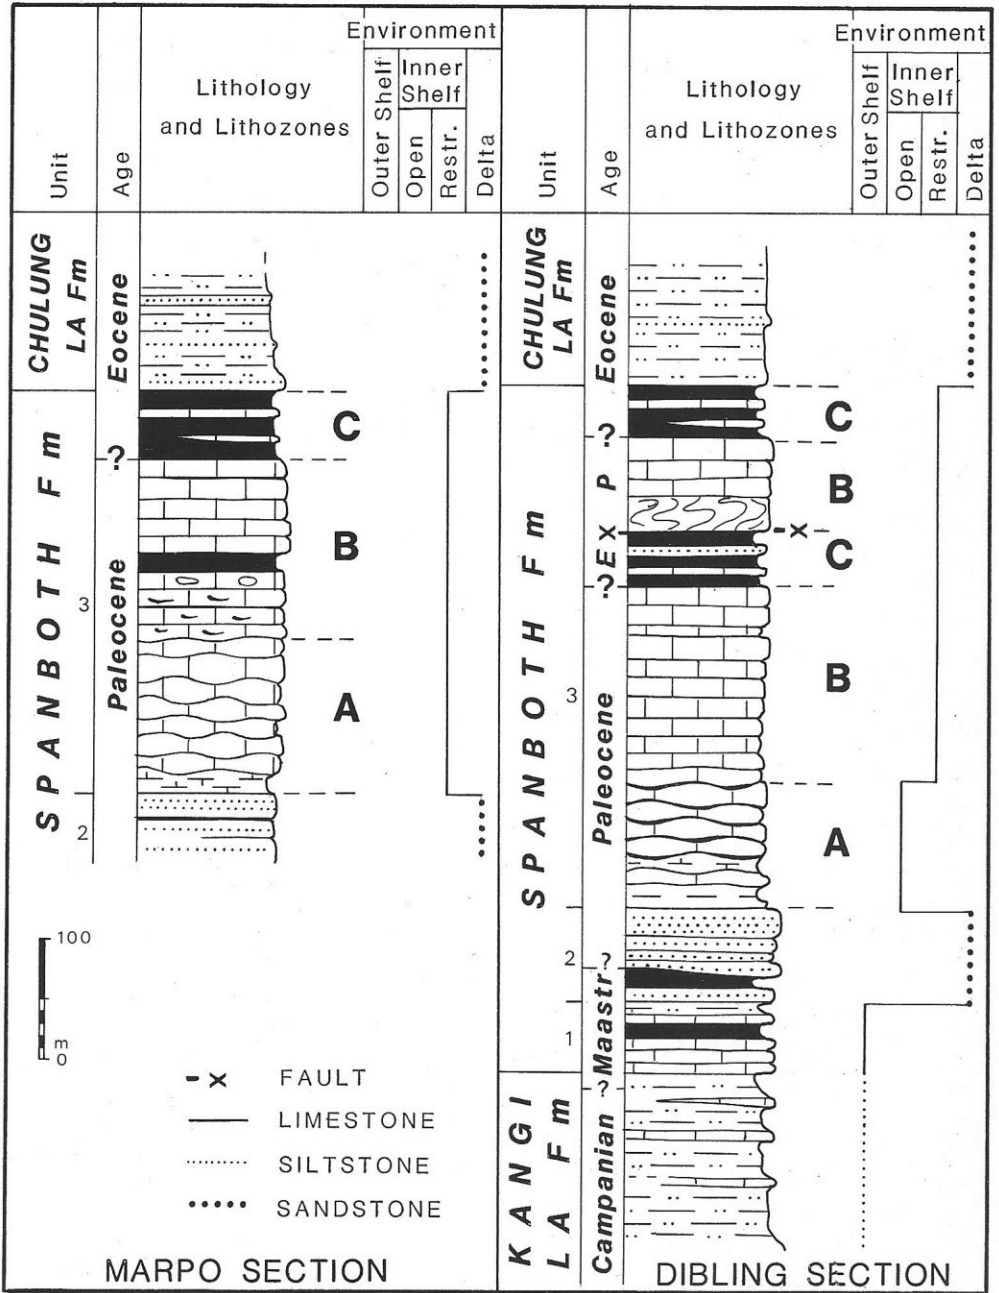 Environment
Lithology
and Lithozones
Unit
Age
Outer Shelf
Inner
Shelf
Open
Restr.
Delta
CHULUNG
LA Fm
Eocene
SPANBOTH Fm
3
2
?
Paleocene
C
B
A
100
m
0
- X FAULT
LIMESTONE
SILTSTONE
SANDSTONE
MARPO SECTION
Environment
Lithology
and Lithozones
Unit
Age
Outer Shelf
Inner
Shelf
Open
Restr.
Delta
CHULUNG
LA Fm
Eocene
?
P
X
E
?
Paleocene
?
Maastr.
?
Campanian
SPANBOTH Fm
3
2
1
KANGI
LA Fm
C
B
X
C
B
A
DIBLING SECTION